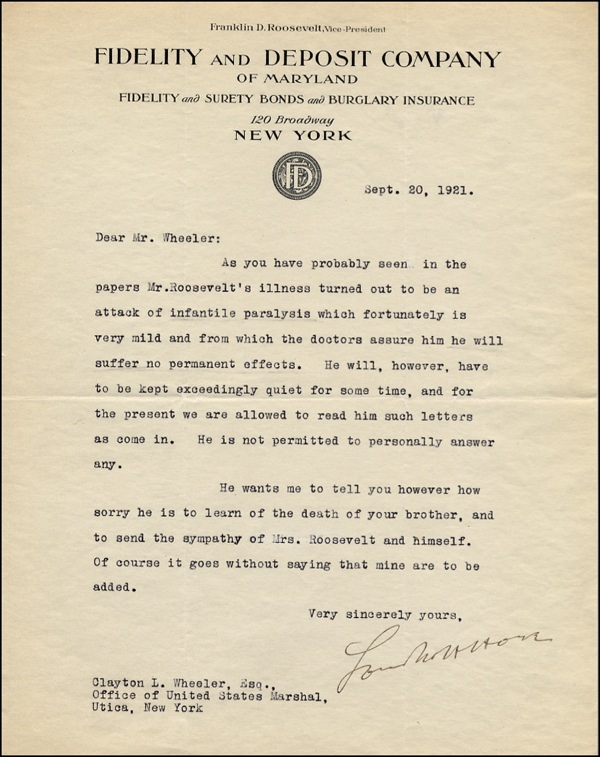 Franklin D. Roosevelt, Vice-President
FIDELITY AND DEPOSIT COMPANY
OF MARYLAND
FIDELITY and SURETY BONDS and BURGLARY INSURANCE
120 Broadway
NEW YORK
FD
Sept. 20, 1921.
Dear Mr. Wheeler:
As you have probably seen in the
papers Mr.Roosevelt's illness turned out to be an
attack of infantile paralysis which fortunately is
very mild and from which the doctors assure him he will
suffer no permanent effects. He will, however, have
to be kept exceedingly quiet for some time, and for
the present we are allowed to read him such letters
as come in. He is not permitted to personally answer
any.
He wants me to tell you however how
sorry he is to learn of the death of your brother, and
to send the sympathy of Mrs. Roosevelt and himself.
Of course it goes without saying that mine are to be
added.
Very sincerely yours,
Clayton L. Wheeler, Esq.,
Office of United States Marshal,
Utica, New York